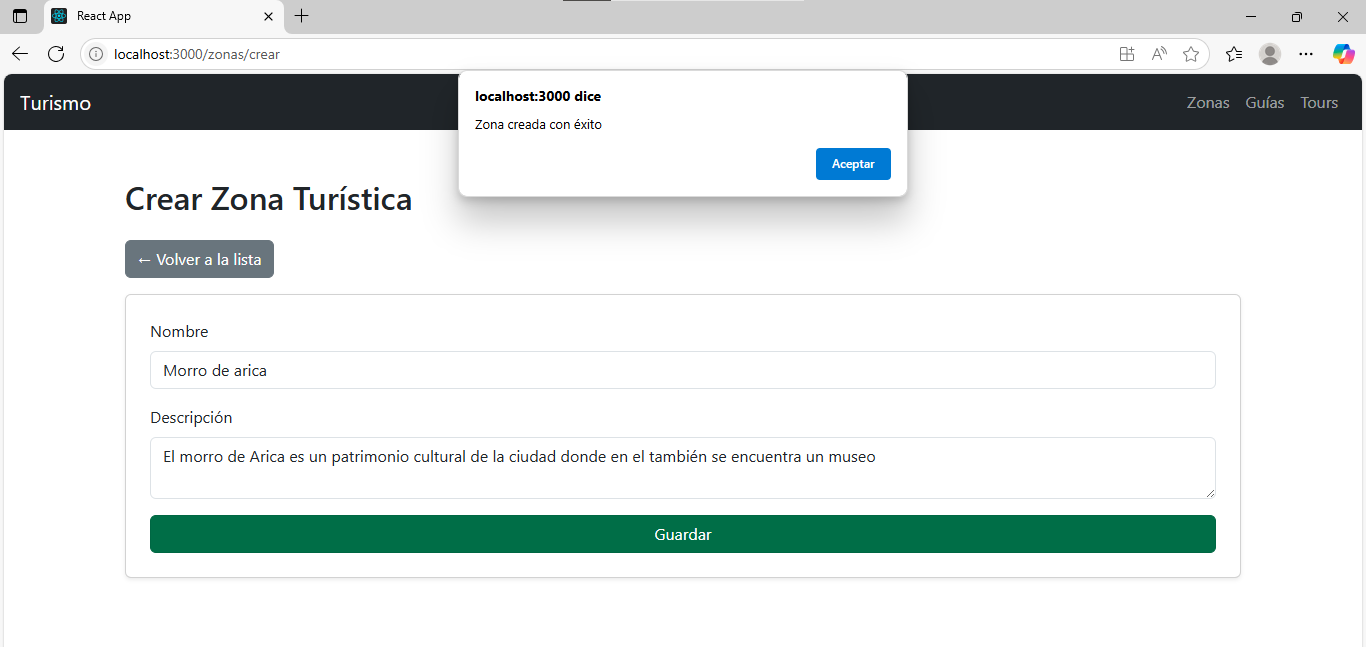 React App
localhost:3000/zonas/crear
Turismo
Zonas Guías Tours
localhost:3000 dice
Zona creada con éxito
Aceptar
Crear Zona Turística
← Volver a la lista
Nombre
Morro de arica
Descripción
El morro de Arica es un patrimonio cultural de la ciudad donde en el también se encuentra un museo
Guardar